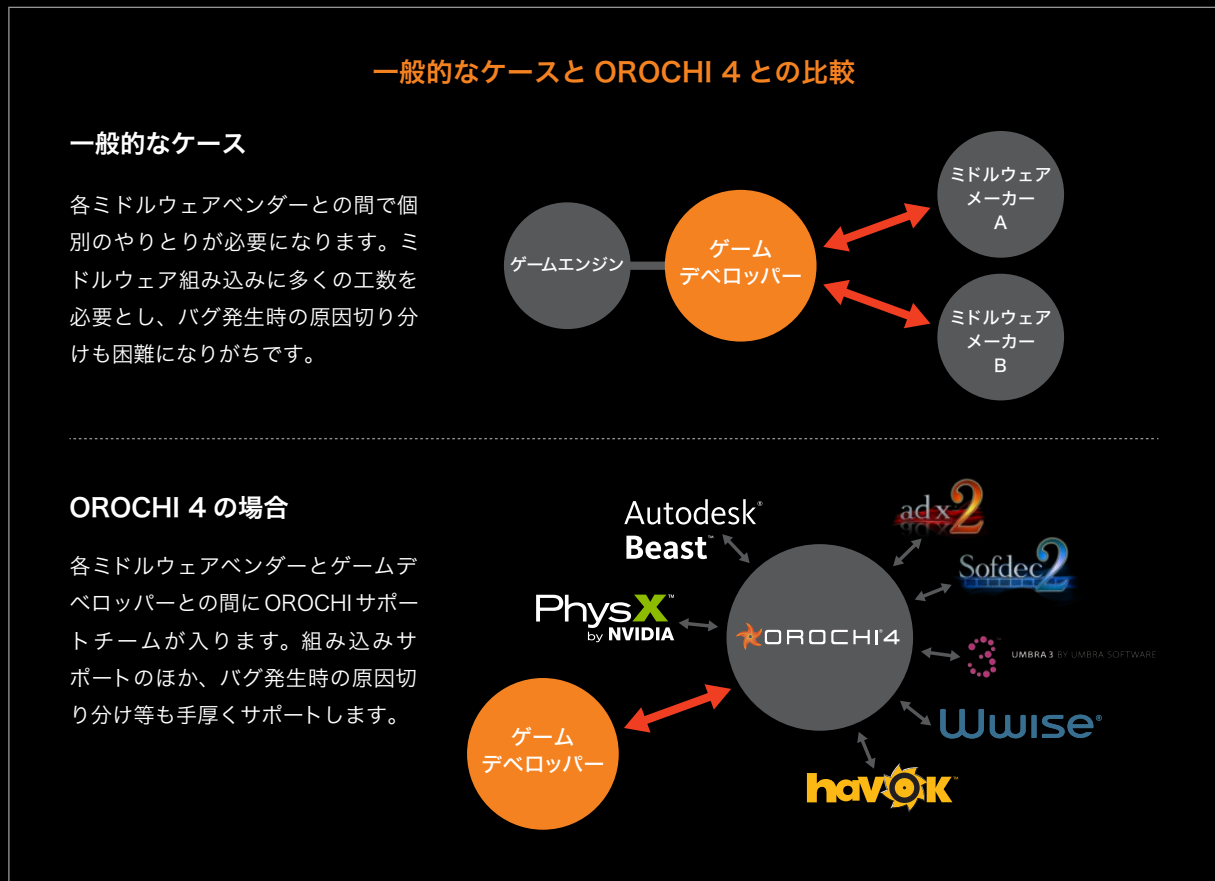 一般的なケースと OROCHI 4 との比較
一般的なケース
各ミドルウェアベンダーとの間で個
別のやりとりが必要になります。ミ
ドルウェア組み込みに多くの工数を
必要とし、バグ発生時の原因切り分
けも困難になりがちです。
ゲームエンジン
ゲーム
デベロッパー
ミドルウェア
メーカー
A
ミドルウェア
メーカー
B
OROCHI 4 の場合
各ミドルウェアベンダーとゲームデ
ベロッパーとの間にOROCHIサポー
トチームが入ります。組み込みサ
ポートのほか、バグ発生時の原因切
り分け等も手厚くサポートします。
Autodesk®
Beast™
adx2
Sofdec2
PhysX™
by NVIDIA
OROCHI®4
3™
UMBRA 3 BY UMBRA SOFTWARE
Wwise®
havok™
ゲーム
デベロッパー